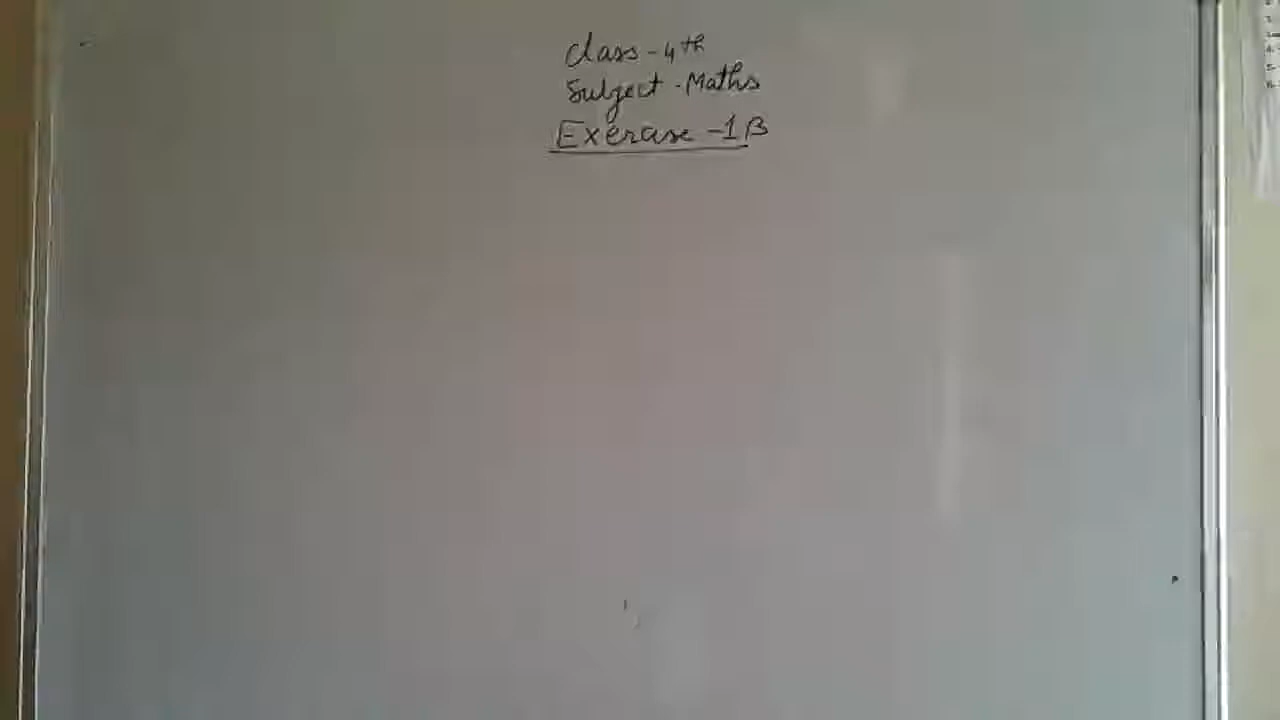 Class - 4th
Subject - Maths
Exercise - 1B